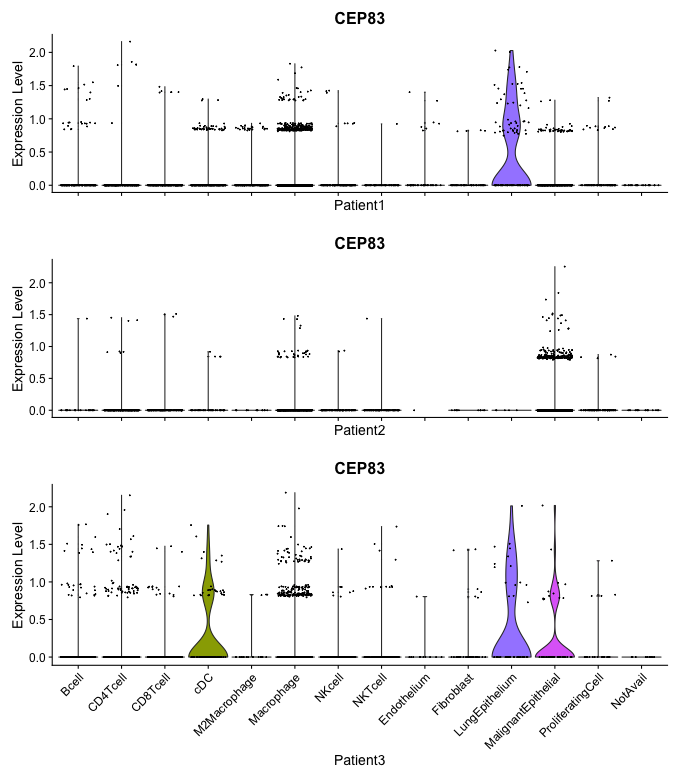 CEP83
Expression Level
2.0
1.5
1.0
0.5
0.0
Patient1
CEP83
Expression Level
2.0
1.5
1.0
0.5
0.0
Patient2
CEP83
Expression Level
2.0
1.5
1.0
0.5
0.0
Bcell
CD4Tcell
CD8Tcell
cDC
M2Macrophage
Macrophage
NKcell
NKTcell
Endothelium
Fibroblast
LungEpithelium
MalignantEpithelial
ProliferatingCell
NotAvail
Patient3